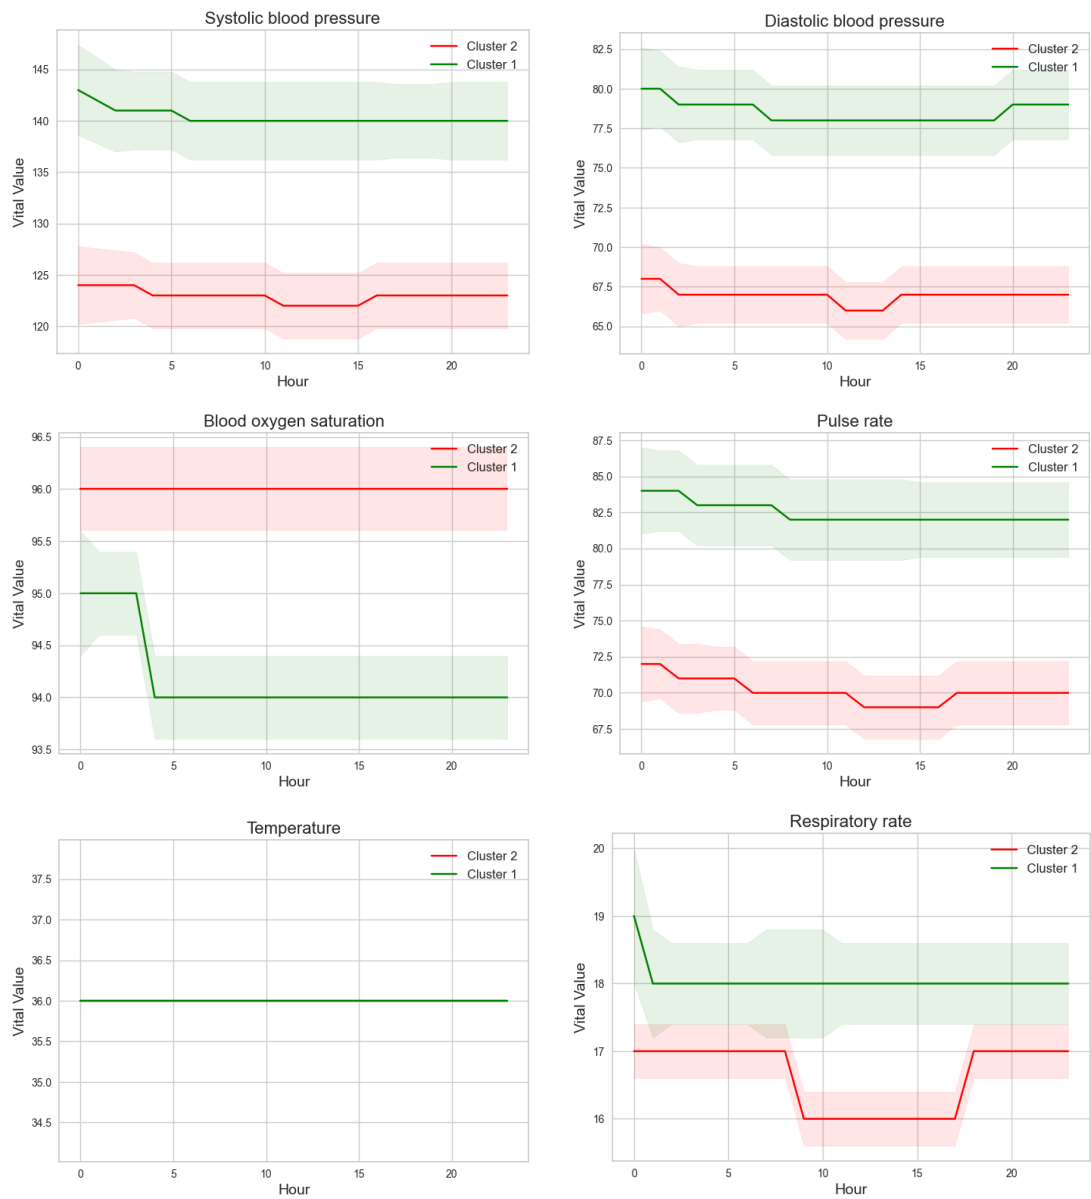 Systolic blood pressure
Cluster 2
Cluster 1
Vital Value
145
140
135
130
125
120
0 5 10 15 20
Hour
Diastolic blood pressure
Cluster 2
Cluster 1
Vital Value
82.5
80.0
77.5
75.0
72.5
70.0
67.5
65.0
0 5 10 15 20
Hour
Blood oxygen saturation
Cluster 2
Cluster 1
Vital Value
96.5
96.0
95.5
95.0
94.5
94.0
93.5
0 5 10 15 20
Hour
Pulse rate
Cluster 2
Cluster 1
Vital Value
87.5
85.0
82.5
80.0
77.5
75.0
72.5
70.0
67.5
0 5 10 15 20
Hour
Temperature
Cluster 2
Cluster 1
Vital Value
37.5
37.0
36.5
36.0
35.5
35.0
34.5
0 5 10 15 20
Hour
Respiratory rate
Cluster 2
Cluster 1
Vital Value
20
19
18
17
16
0 5 10 15 20
Hour